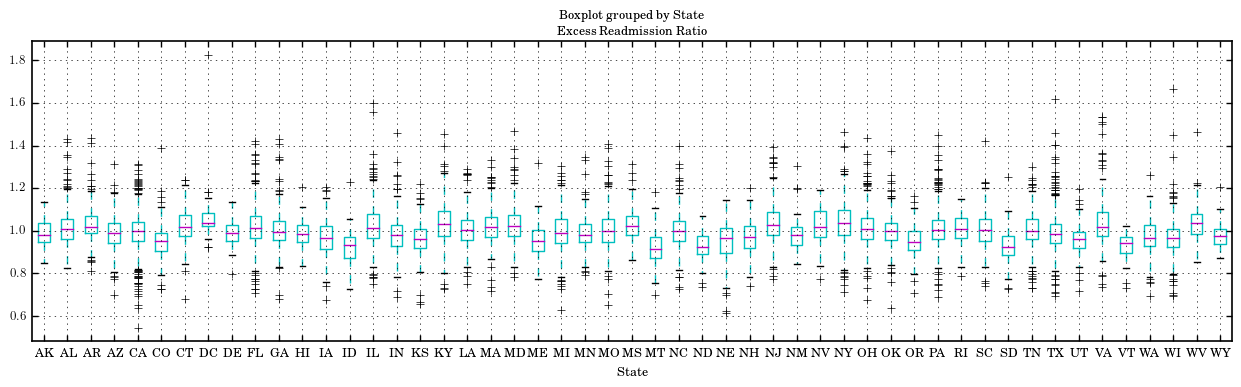 Boxplot grouped by State
Excess Readmission Ratio
1.8
1.6
1.4
1.2
1.0
0.8
0.6
AK AL AR AZ CA CO CT DC DE FL GA HI IA ID IL IN KS KY LA MA MD ME MI MN MO MS MT NC ND NE NH NJ NM NV NY OH OK OR PA RI SC SD TN TX UT VA VT WA WI WV WY
State